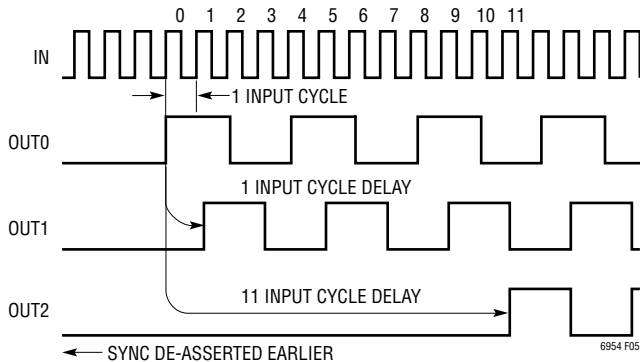 0 1 2 3 4 5 6 7 8 9 10 11
IN
1 INPUT CYCLE
OUT0
1 INPUT CYCLE DELAY
OUT1
11 INPUT CYCLE DELAY
OUT2
6954 F05
SYNC DE-ASSERTED EARLIER